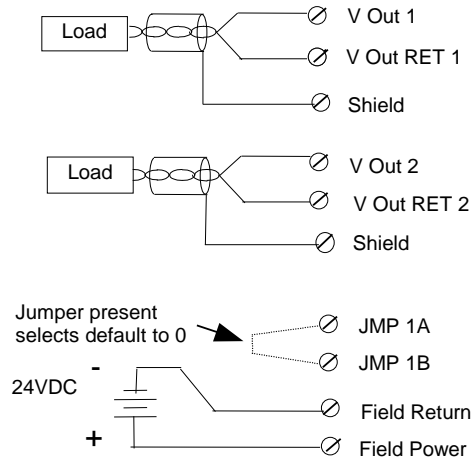 Load
V Out 1
V Out RET 1
Shield
Load
V Out 2
V Out RET 2
Shield
Jumper present
selects default to 0
JMP 1A
JMP 1B
-
24VDC
+
Field Return
Field Power